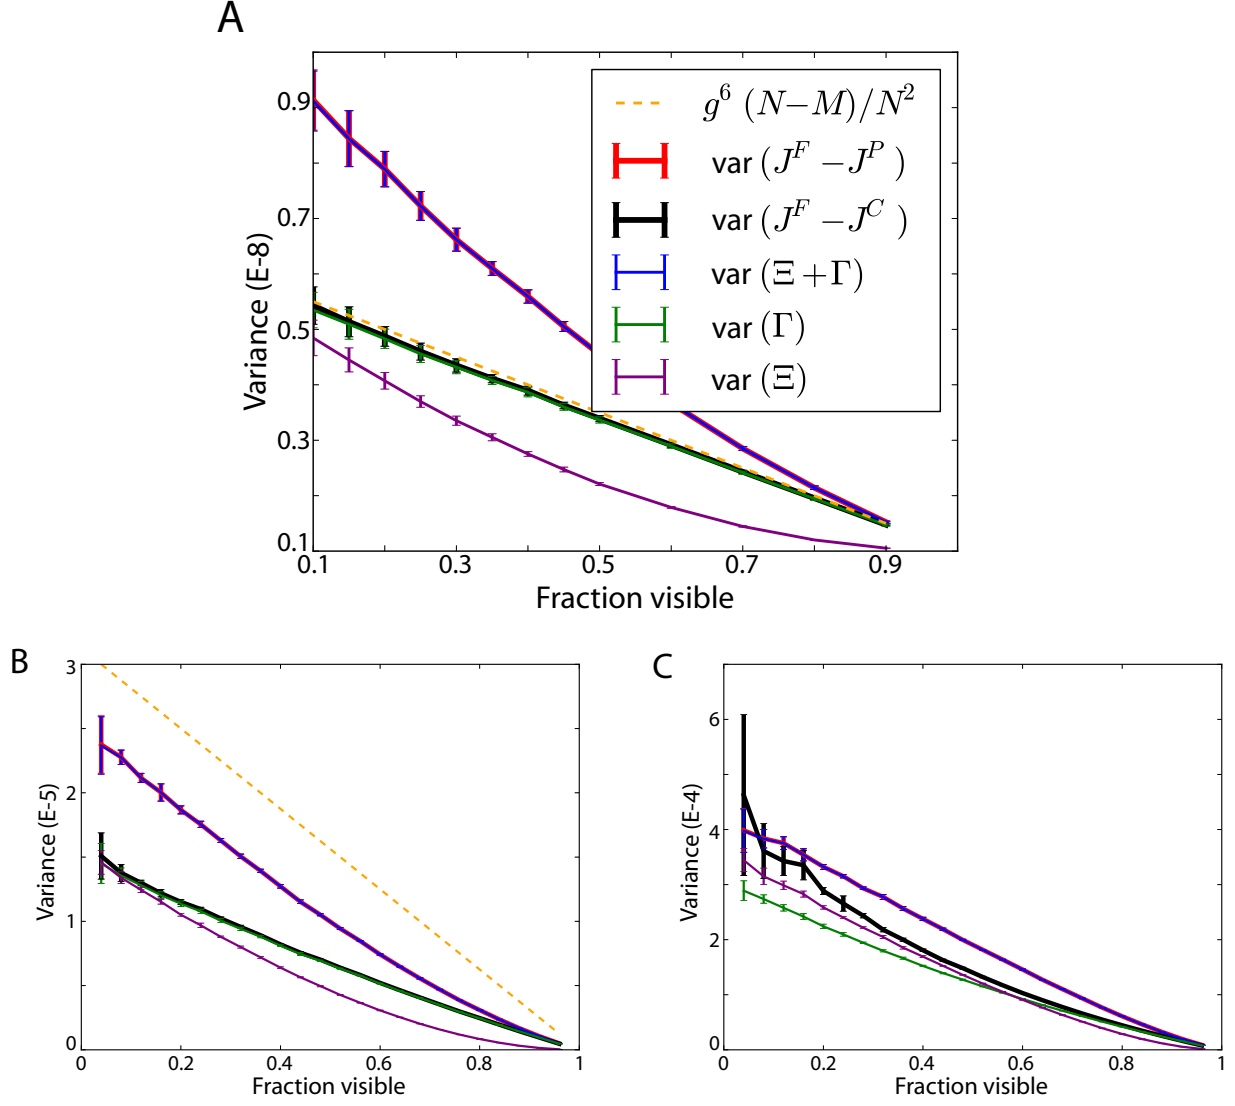 A
Variance (E-8)
0.9
0.7
0.5
0.3
0.1
0.1 0.3 0.5 0.7 0.9
Fraction visible
g^6 (N−M)/N^2
var (J^F −J^P )
var (J^F −J^C )
var (Ξ+Γ)
var (Γ)
var (Ξ)
B
Variance (E-5)
3
2
1
0
0 0.2 0.4 0.6 0.8 1
Fraction visible
C
Variance (E-4)
6
4
2
0
0 0.2 0.4 0.6 0.8 1
Fraction visible